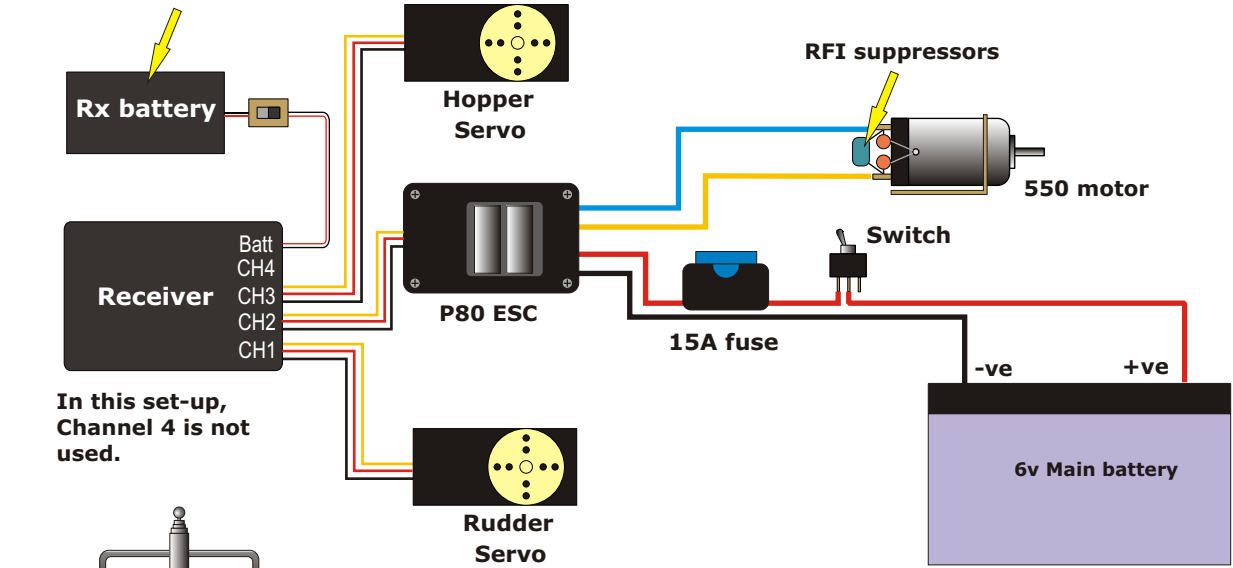 Rx battery
Hopper
Servo
RFI suppressors
550 motor
Receiver
Batt
CH4
CH3
CH2
CH1
P80 ESC
Switch
15A fuse
-ve
+ve
6v Main battery
In this set-up,
Channel 4 is not
used.
Rudder
Servo